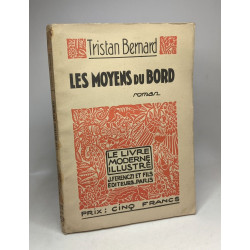 Tristan Bernard
LES MOYENS DU BORD
roman
LE LIVRE
MODERNE
ILLUSTRÉ
J. FERENCZI ET FILS
ÉDITEURS. PARIS
PRIX: CINQ FRANCS